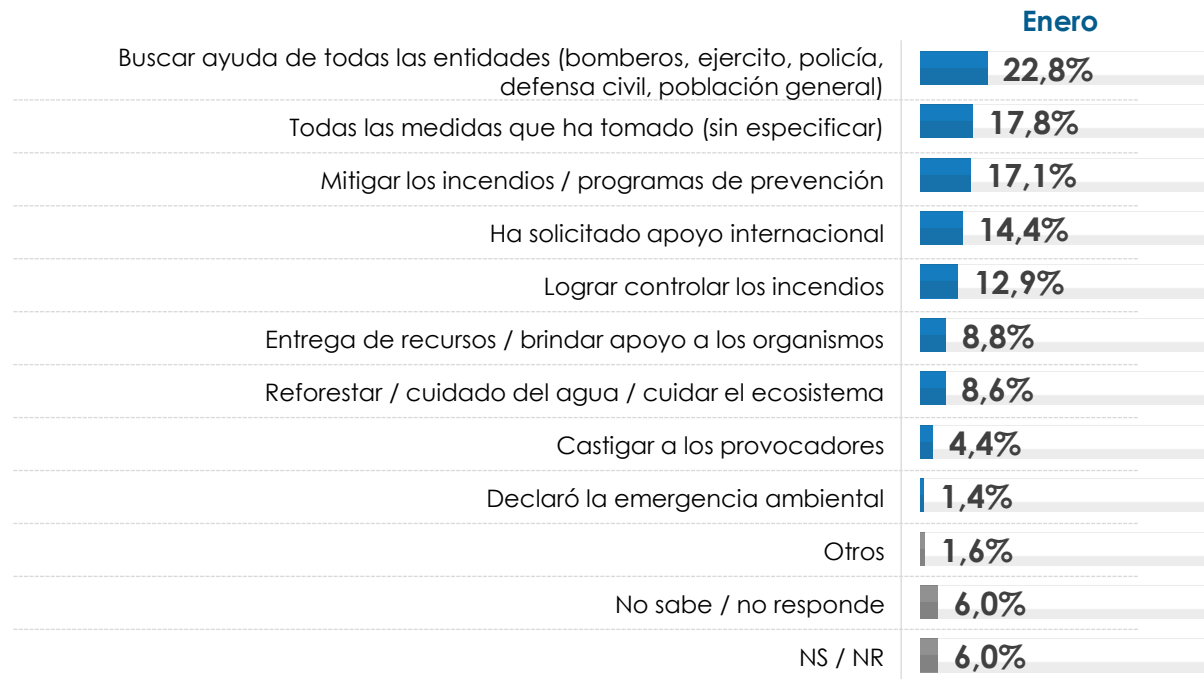 Enero
Buscar ayuda de todas las entidades (bomberos, ejercito, policía,
defensa civil, población general)
22,8%
Todas las medidas que ha tomado (sin especificar)
17,8%
Mitigar los incendios / programas de prevención
17,1%
Ha solicitado apoyo internacional
14,4%
Lograr controlar los incendios
12,9%
Entrega de recursos / brindar apoyo a los organismos
8,8%
Reforestar / cuidado del agua / cuidar el ecosistema
8,6%
Castigar a los provocadores
4,4%
Declaró la emergencia ambiental
1,4%
Otros
1,6%
No sabe / no responde
6,0%
NS / NR
6,0%